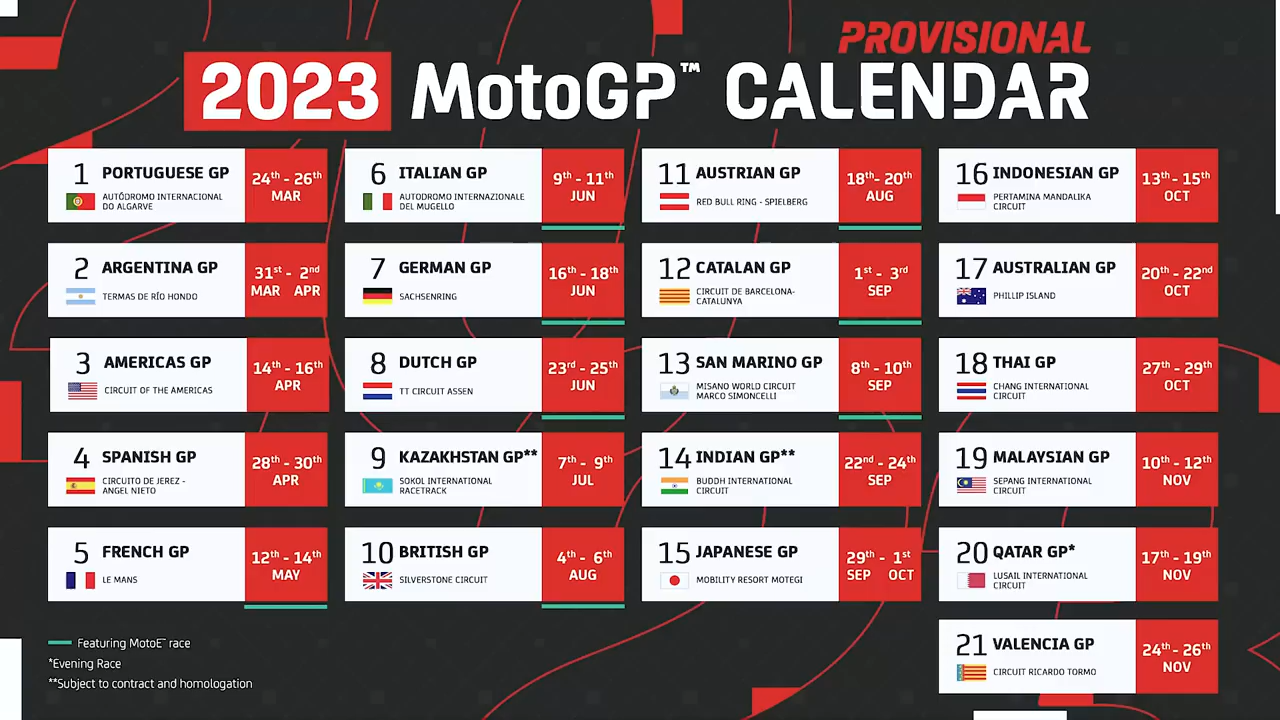 PROVISIONAL
2023 MotoGP™ CALENDAR
1 PORTUGUESE GP
AUTÓDROMO INTERNACIONAL
DO ALGARVE
24th - 26th
MAR
2 ARGENTINA GP
TERMAS DE RÍO HONDO
31st - 2nd
MAR APR
3 AMERICAS GP
CIRCUIT OF THE AMERICAS
14th - 16th
APR
4 SPANISH GP
CIRCUITO DE JEREZ -
ANGEL NIETO
28th - 30th
APR
5 FRENCH GP
LE MANS
12th - 14th
MAY
6 ITALIAN GP
AUTODROMO INTERNAZIONALE
DEL MUGELLO
9th - 11th
JUN
7 GERMAN GP
SACHSENRING
16th - 18th
JUN
8 DUTCH GP
TT CIRCUIT ASSEN
23rd - 25th
JUN
9 KAZAKHSTAN GP**
SOKOL INTERNATIONAL
RACETRACK
7th - 9th
JUL
10 BRITISH GP
SILVERSTONE CIRCUIT
4th - 6th
AUG
11 AUSTRIAN GP
RED BULL RING - SPIELBERG
18th - 20th
AUG
12 CATALAN GP
CIRCUIT DE BARCELONA-
CATALUNYA
1st - 3rd
SEP
13 SAN MARINO GP
MISANO WORLD CIRCUIT
MARCO SIMONCELLI
8th - 10th
SEP
14 INDIAN GP**
BUDDH INTERNATIONAL
CIRCUIT
22nd - 24th
SEP
15 JAPANESE GP
MOBILITY RESORT MOTEGI
29th - 1st
SEP OCT
16 INDONESIAN GP
PERTAMINA MANDALIKA
CIRCUIT
13th - 15th
OCT
17 AUSTRALIAN GP
PHILLIP ISLAND
20th - 22nd
OCT
18 THAI GP
CHANG INTERNATIONAL
CIRCUIT
27th - 29th
OCT
19 MALAYSIAN GP
SEPANG INTERNATIONAL
CIRCUIT
10th - 12th
NOV
20 QATAR GP*
LUSAIL INTERNATIONAL
CIRCUIT
17th - 19th
NOV
21 VALENCIA GP
CIRCUIT RICARDO TORMO
24th - 26th
NOV
Featuring MotoE™ race
*Evening Race
**Subject to contract and homologation